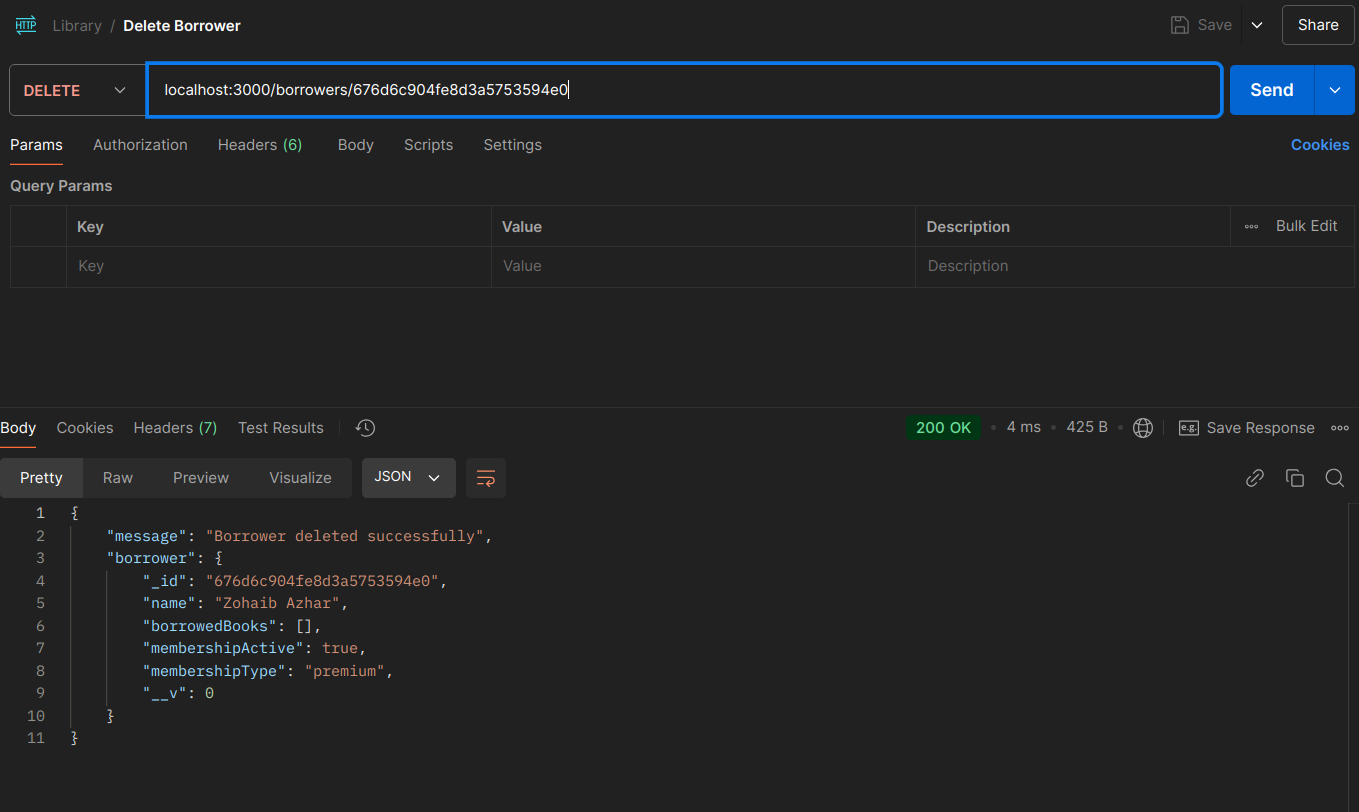 HTTP Library / Delete Borrower Save Share
DELETE localhost:3000/borrowers/676d6c904fe8d3a5753594e0 Send
Params Authorization Headers (6) Body Scripts Settings Cookies
Query Params
Key Value Description Bulk Edit
Key Value Description
Body Cookies Headers (7) Test Results 200 OK • 4 ms • 425 B • e.g. Save Response
Pretty Raw Preview Visualize JSON
1 {
2 "message": "Borrower deleted successfully",
3 "borrower": {
4 "_id": "676d6c904fe8d3a5753594e0",
5 "name": "Zohaib Azhar",
6 "borrowedBooks": [],
7 "membershipActive": true,
8 "membershipType": "premium",
9 "__v": 0
10 }
11 }